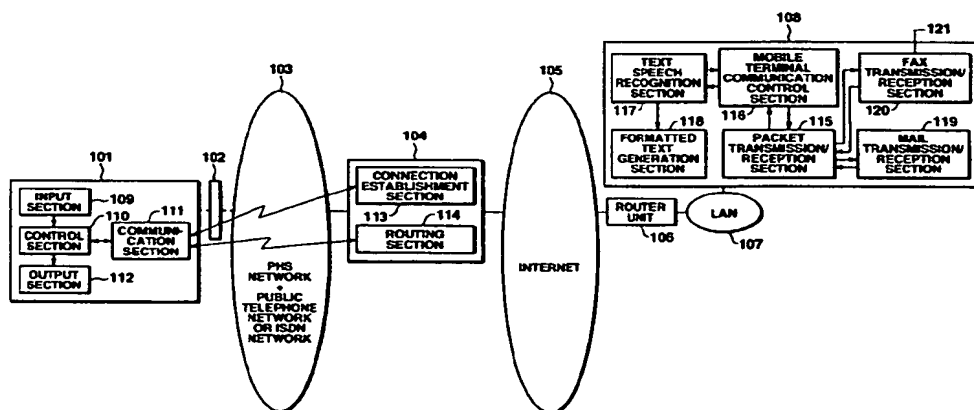 108
121
103
105
TEXT
SPEECH
RECOGNITION
SECTION
117
MOBILE
TERMINAL
COMMUNICATION
CONTROL
SECTION
116
FAX
TRANSMISSION/
RECEPTION
SECTION
120
118
FORMATTED
TEXT
GENERATION
SECTION
115
PACKET
TRANSMISSION/
RECEPTION
SECTION
119
MAIL
TRANSMISSION/
RECEPTION
SECTION
101
102
104
INPUT
SECTION
109
110
111
CONTROL
SECTION
COMMUNI-
CATION
SECTION
OUTPUT
SECTION
112
CONNECTION
ESTABLISHMENT
SECTION
113
114
ROUTING
SECTION
PHS
NETWORK
+
PUBLIC
TELEPHONE
NETWORK
OR ISDN
NETWORK
INTERNET
ROUTER
UNIT
106
LAN
107